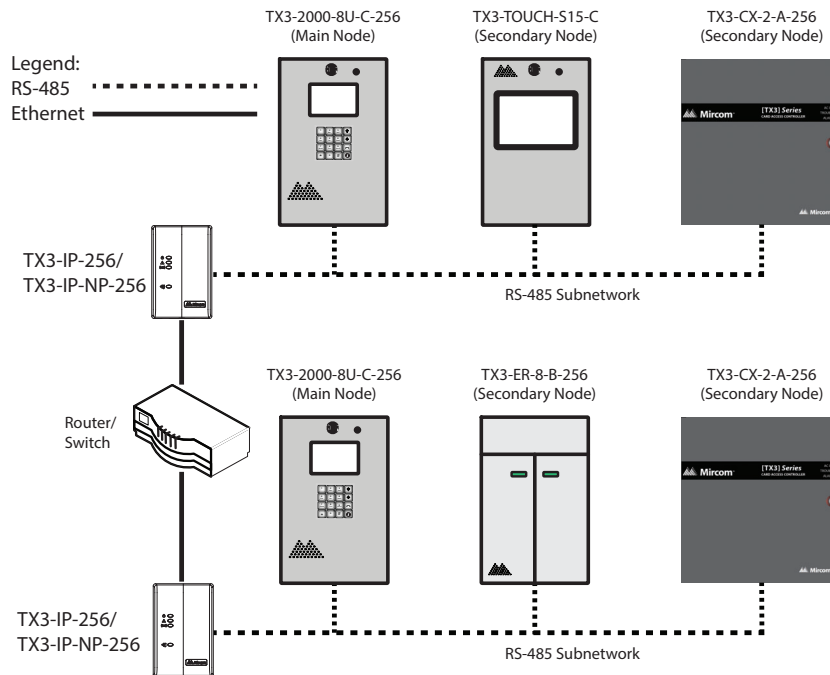 TX3-2000-8U-C-256
(Main Node)
TX3-TOUCH-S15-C
(Secondary Node)
TX3-CX-2-A-256
(Secondary Node)
Legend:
RS-485
Ethernet
Mircom
[TX3] Series
CARD ACCESS CONTROLLER
Mircom
TX3-IP-256/
TX3-IP-NP-256
RS-485 Subnetwork
Router/
Switch
TX3-2000-8U-C-256
(Main Node)
TX3-ER-8-B-256
(Secondary Node)
TX3-CX-2-A-256
(Secondary Node)
Mircom
[TX3] Series
CARD ACCESS CONTROLLER
Mircom
TX3-IP-256/
TX3-IP-NP-256
RS-485 Subnetwork